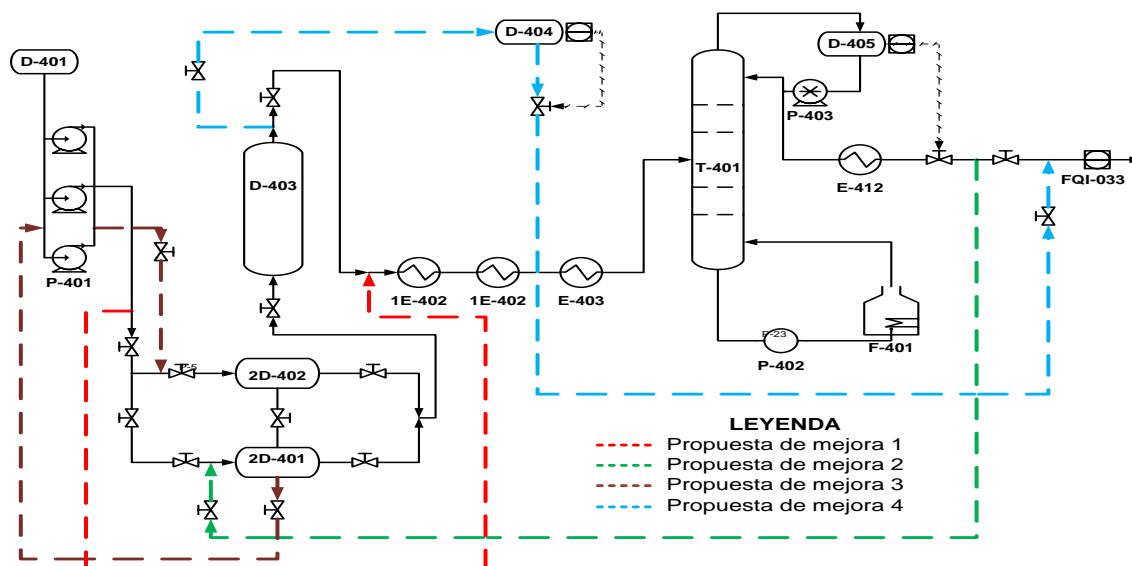 D-404
D-405
D-401
P-403
T-401
D-403
E-412
FQI-033
P-401
1E-402
1E-402
E-403
E-23
F-401
P-402
2D-402
LEYENDA
Propuesta de mejora 1
2D-401
Propuesta de mejora 2
Propuesta de mejora 3
Propuesta de mejora 4